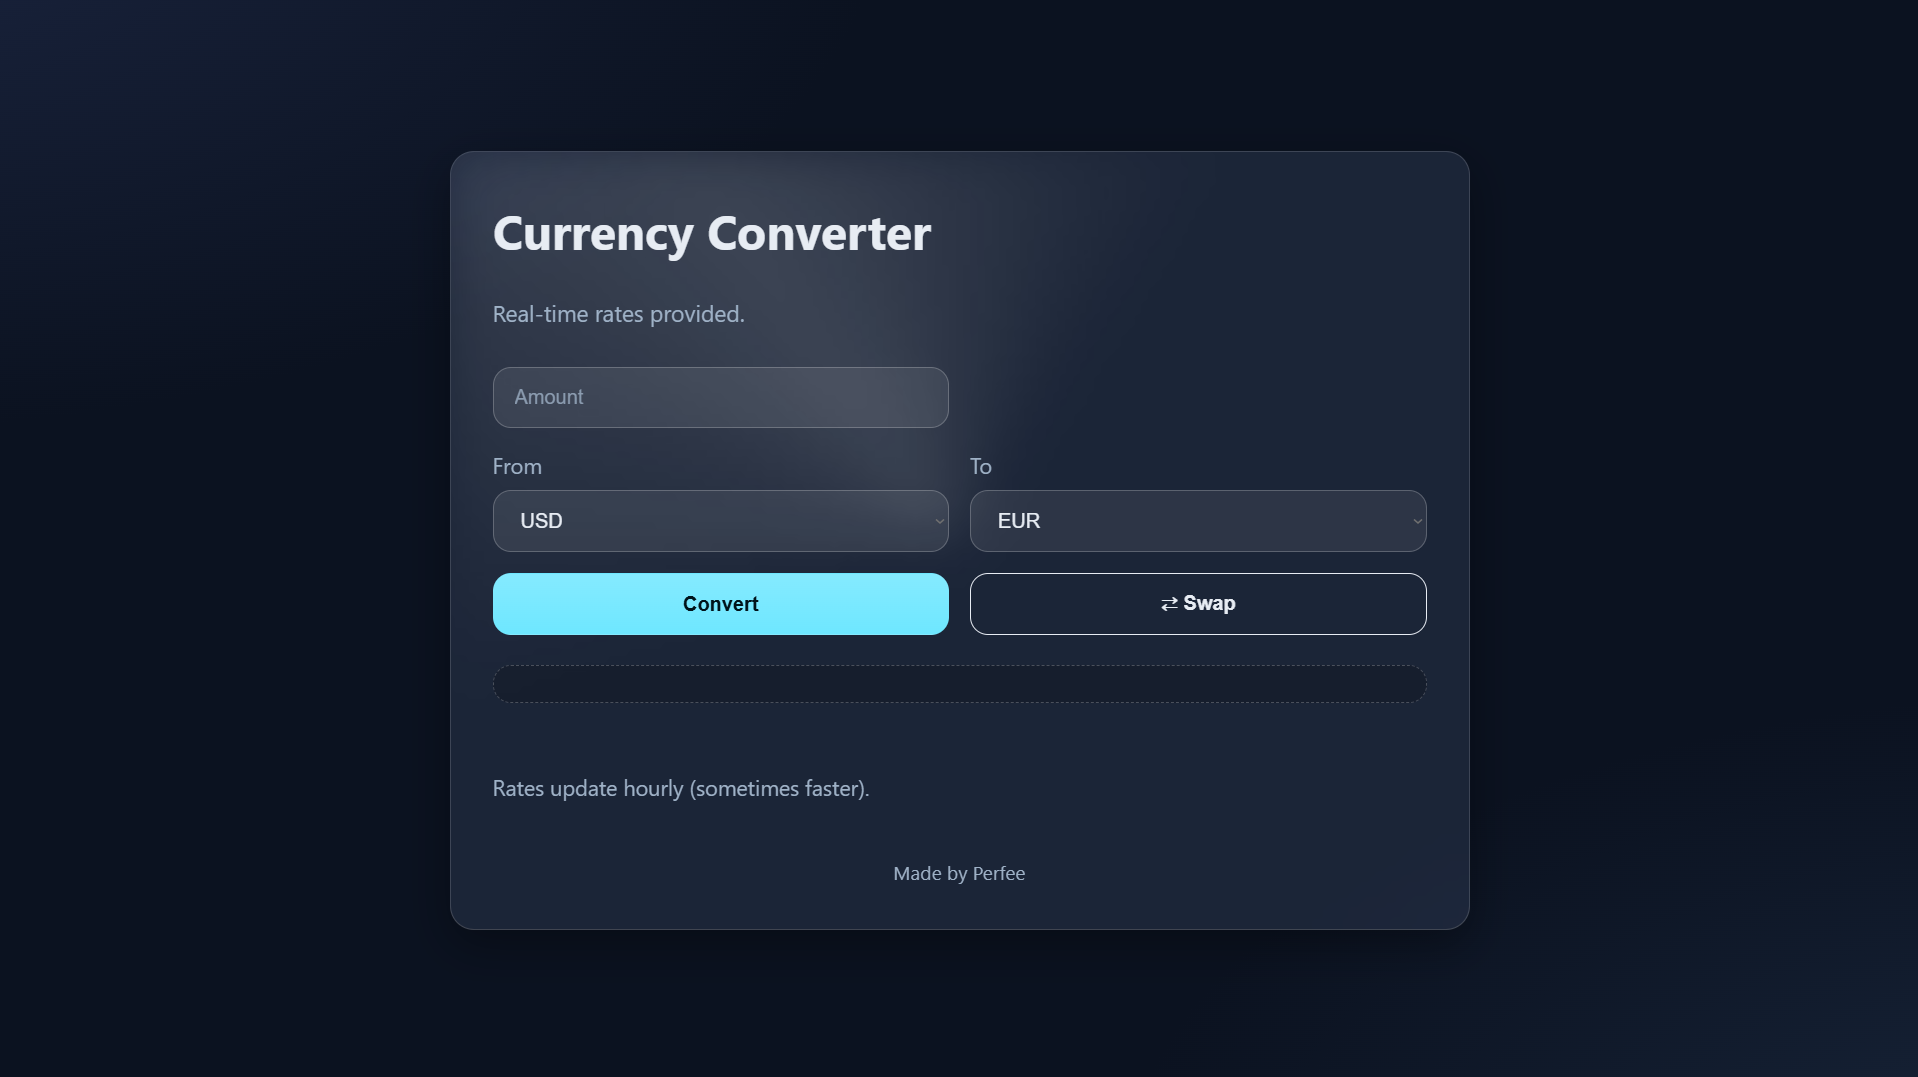 Currency Converter
Real-time rates provided.
Amount
From
To
USD
EUR
Convert
⇄ Swap
Rates update hourly (sometimes faster).
Made by Perfee